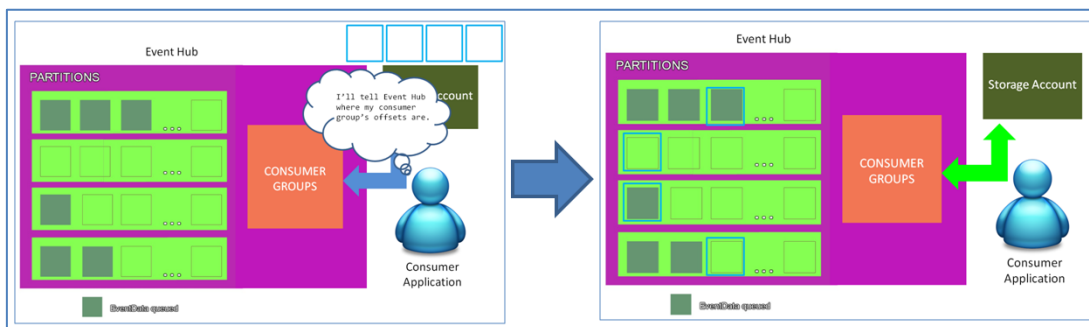 Event Hub
PARTITIONS
I'll tell Event Hub
where my consumer
group's offsets are.
Account
CONSUMER
GROUPS
Consumer
Application
EventData queued
Event Hub
PARTITIONS
Storage Account
CONSUMER
GROUPS
Consumer
Application
EventData queued